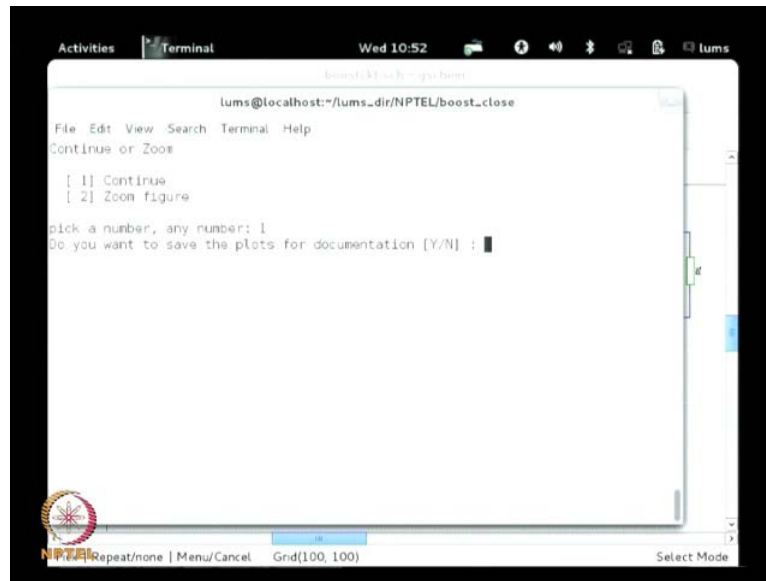 Activities Terminal Wed 10:52 lums
lums@localhost:~/lums_dir/NPTEL/boost_close
File Edit View Search Terminal Help
Continue or Zoom
[ 1] Continue
[ 2] Zoom figure
pick a number, any number: 1
Do you want to save the plots for documentation [Y/N] :
NPTEL Repeat/none | Menu/Cancel Grid(100, 100) Select Mode